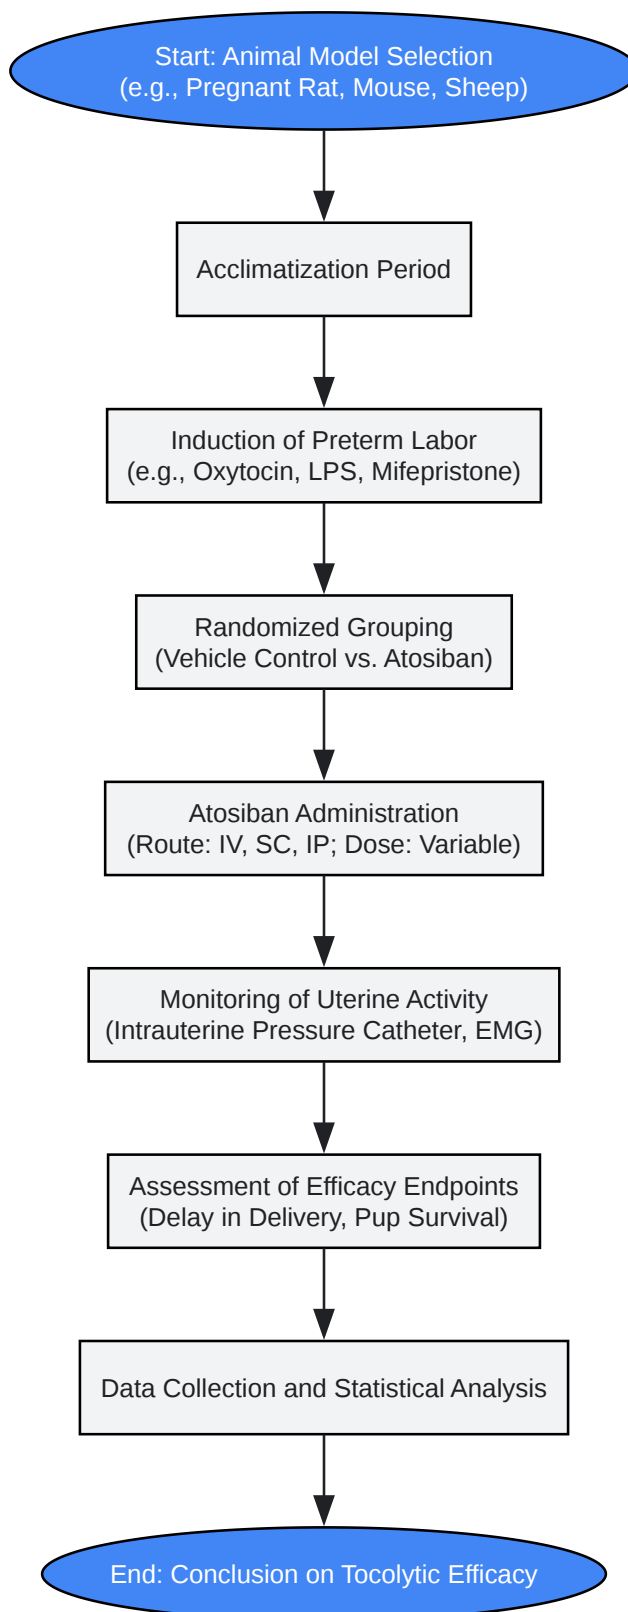 Start: Animal Model Selection
(e.g., Pregnant Rat, Mouse, Sheep)
Acclimatization Period
Induction of Preterm Labor
(e.g., Oxytocin, LPS, Mifepristone)
Randomized Grouping
(Vehicle Control vs. Atosiban)
Atosiban Administration
(Route: IV, SC, IP; Dose: Variable)
Monitoring of Uterine Activity
(Intrauterine Pressure Catheter, EMG)
Assessment of Efficacy Endpoints
(Delay in Delivery, Pup Survival)
Data Collection and Statistical Analysis
End: Conclusion on Tocolytic Efficacy